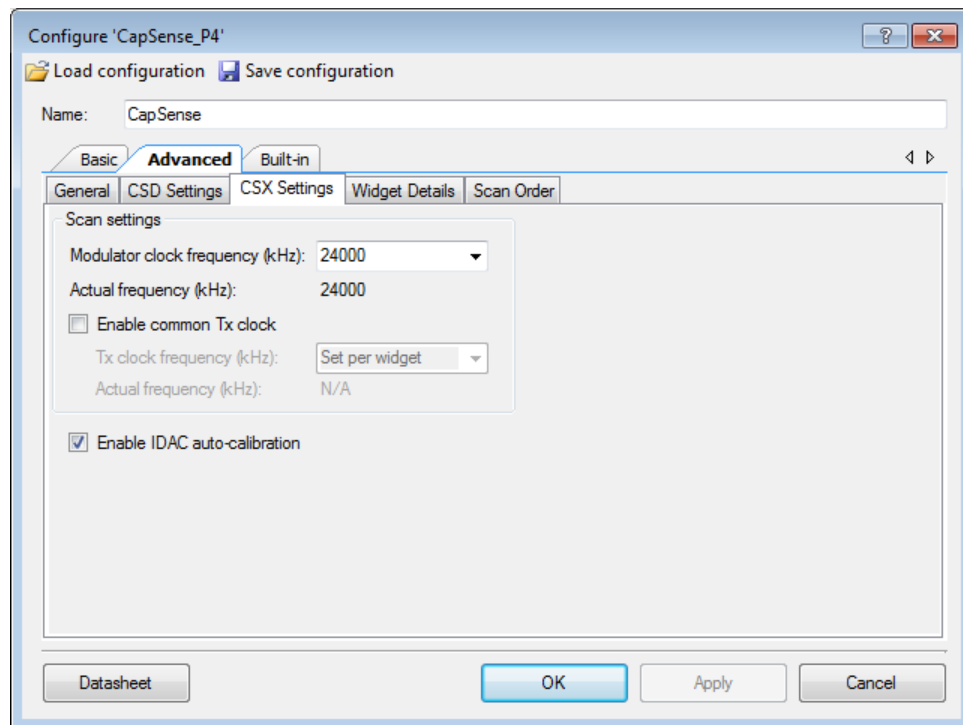 Configure 'CapSense_P4'
Load configuration Save configuration
Name: CapSense
Basic Advanced Built-in
General CSD Settings CSX Settings Widget Details Scan Order
Scan settings
Modulator clock frequency (kHz): 24000
Actual frequency (kHz): 24000
Enable common Tx clock
Tx clock frequency (kHz): Set per widget
Actual frequency (kHz): N/A
Enable IDAC auto-calibration
Datasheet OK Apply Cancel